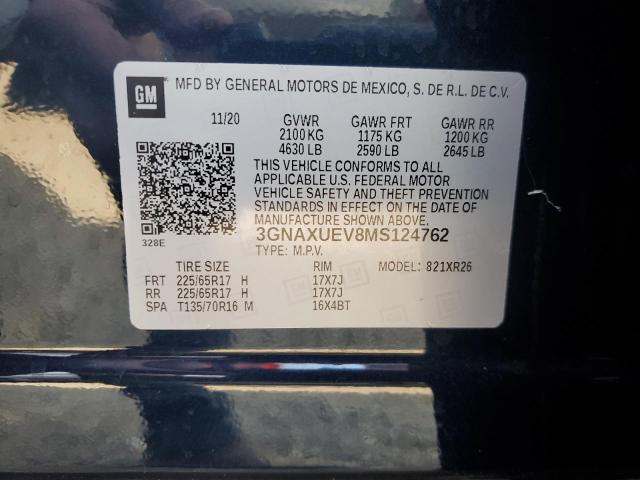 GM MFD BY GENERAL MOTORS DE MEXICO, S. DE R.L. DE C.V.
11/20 GVWR GAWR FRT GAWR RR
2100 KG 1175 KG 1200 KG
4630 LB 2590 LB 2645 LB
THIS VEHICLE CONFORMS TO ALL
APPLICABLE U.S. FEDERAL MOTOR
VEHICLE SAFETY AND THEFT PREVENTION
STANDARDS IN EFFECT ON THE DATE OF
MANUFACTURE SHOWN ABOVE.
328E 3GNAXUEV8MS124762
TYPE: M.P.V.
TIRE SIZE RIM MODEL: 821XR26
FRT 225/65R17 H 17X7J
RR 225/65R17 H 17X7J
SPA T135/70R16 M 16X4BT